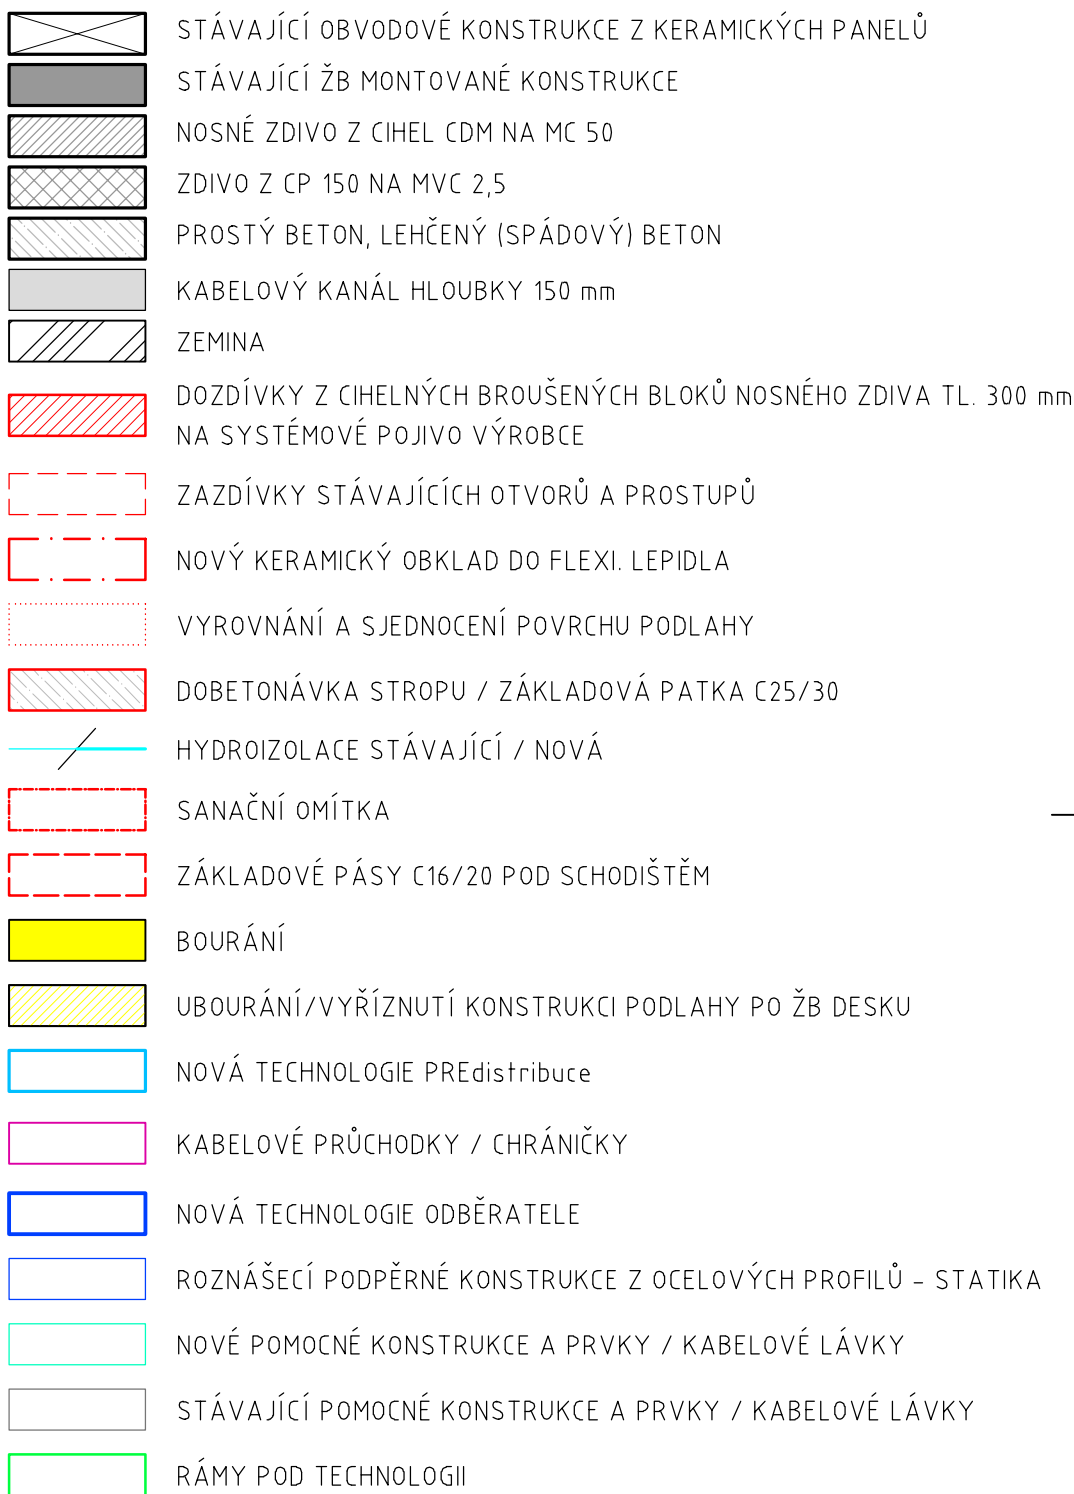 STÁVAJÍCÍ OBVODOVÉ KONSTRUKCE Z KERAMICKÝCH PANELŮ
STÁVAJÍCÍ ŽB MONTOVANÉ KONSTRUKCE
NOSNÉ ZDIVO Z CIHEL CDM NA MC 50
ZDIVO Z CP 150 NA MVC 2,5
PROSTÝ BETON, LEHČENÝ (SPÁDOVÝ) BETON
KABELOVÝ KANÁL HLOUBKY 150 mm
ZEMINA
DOZDÍVKY Z CIHELNÝCH BROUŠENÝCH BLOKŮ NOSNÉHO ZDIVA TL. 300 mm
NA SYSTÉMOVÉ POJIVO VÝROBCE
ZAZDÍVKY STÁVAJÍCÍCH OTVORŮ A PROSTUPŮ
NOVÝ KERAMICKÝ OBKLAD DO FLEXI. LEPIDLA
VYROVNÁNÍ A SJEDNOCENÍ POVRCHU PODLAHY
DOBETONÁVKA STROPU / ZÁKLADOVÁ PATKA C25/30
HYDROIZOLACE STÁVAJÍCÍ / NOVÁ
SANAČNÍ OMÍTKA
ZÁKLADOVÉ PÁSY C16/20 POD SCHODIŠTĚM
BOURÁNÍ
UBOURÁNÍ/VYŘÍZNUTÍ KONSTRUKCI PODLAHY PO ŽB DESKU
NOVÁ TECHNOLOGIE PREdistribuce
KABELOVÉ PRŮCHODKY / CHRÁNIČKY
NOVÁ TECHNOLOGIE ODBĚRATELE
ROZNÁŠECÍ PODPĚRNÉ KONSTRUKCE Z OCELOVÝCH PROFILŮ - STATIKA
NOVÉ POMOCNÉ KONSTRUKCE A PRVKY / KABELOVÉ LÁVKY
STÁVAJÍCÍ POMOCNÉ KONSTRUKCE A PRVKY / KABELOVÉ LÁVKY
RÁMY POD TECHNOLOGII